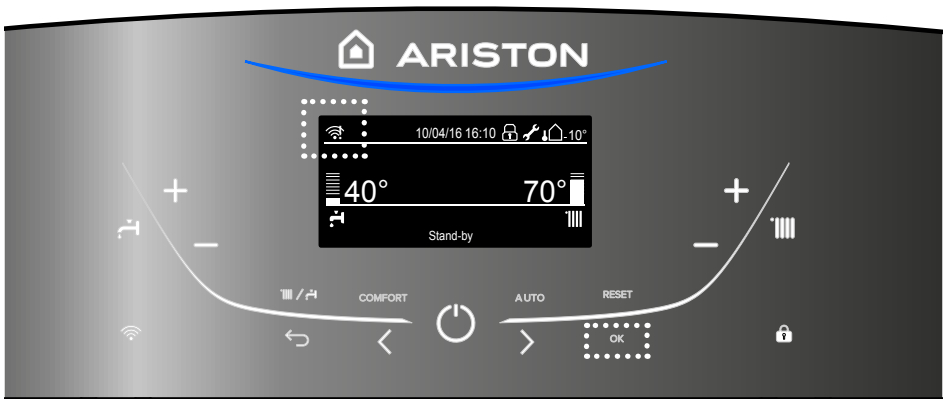 ARISTON
10/04/16 16:10 -10°
40° 70°
Stand-by
COMFORT AUTO RESET
OK